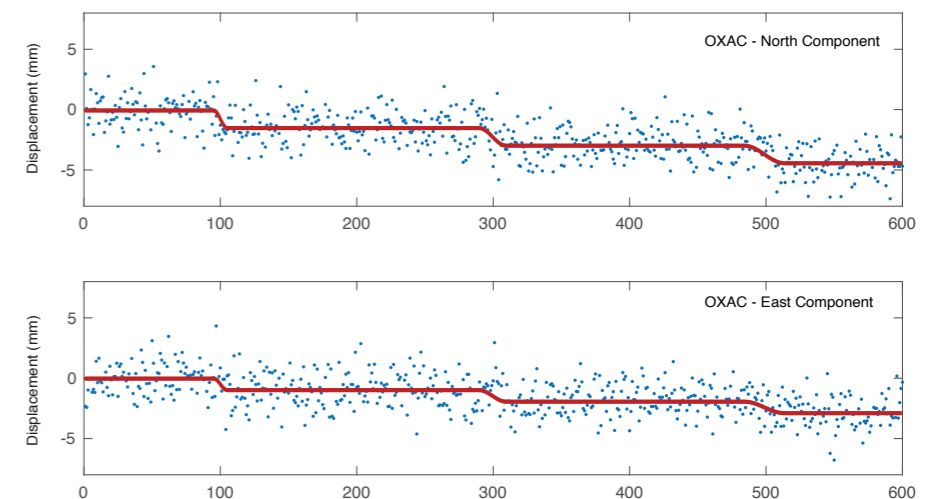 OXAC - North Component
Displacement (mm)
5
0
-5
0 100 200 300 400 500 600
OXAC - East Component
Displacement (mm)
5
0
-5
0 100 200 300 400 500 600